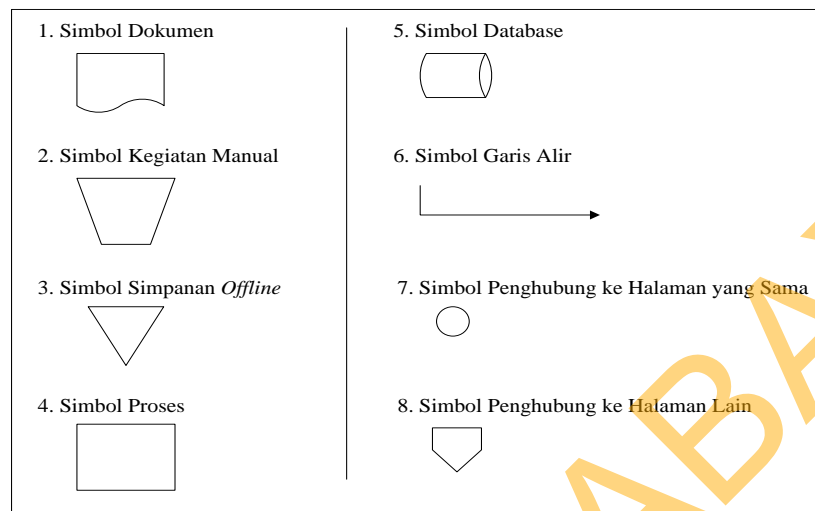 1. Simbol Dokumen
2. Simbol Kegiatan Manual
3. Simbol Simpanan Offline
4. Simbol Proses
5. Simbol Database
6. Simbol Garis Alir
7. Simbol Penghubung ke Halaman yang Sama
8. Simbol Penghubung ke Halaman Lain
ABA